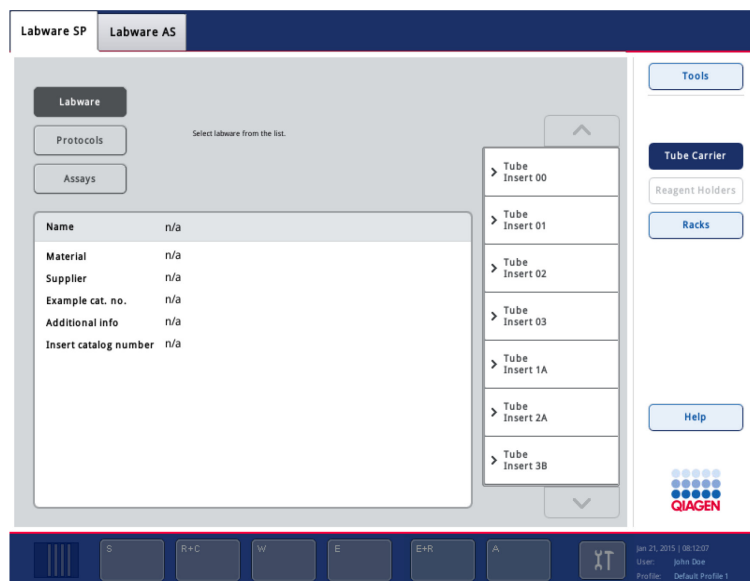 Labware SP
Labware AS
Tools
Labware
Protocols
Select labware from the list.
Assays
Tube Carrier
Reagent Holders
Racks
Name n/a
Material n/a
Supplier n/a
Example cat. no. n/a
Additional info n/a
Insert catalog number n/a
Tube
Insert 00
Tube
Insert 01
Tube
Insert 02
Tube
Insert 03
Tube
Insert 1A
Tube
Insert 2A
Tube
Insert 3B
Help
QIAGEN
S
R+C
W
E
E+R
A
Jan 21, 2015 | 08:12:07
User: John Doe
Profile: Default Profile 1